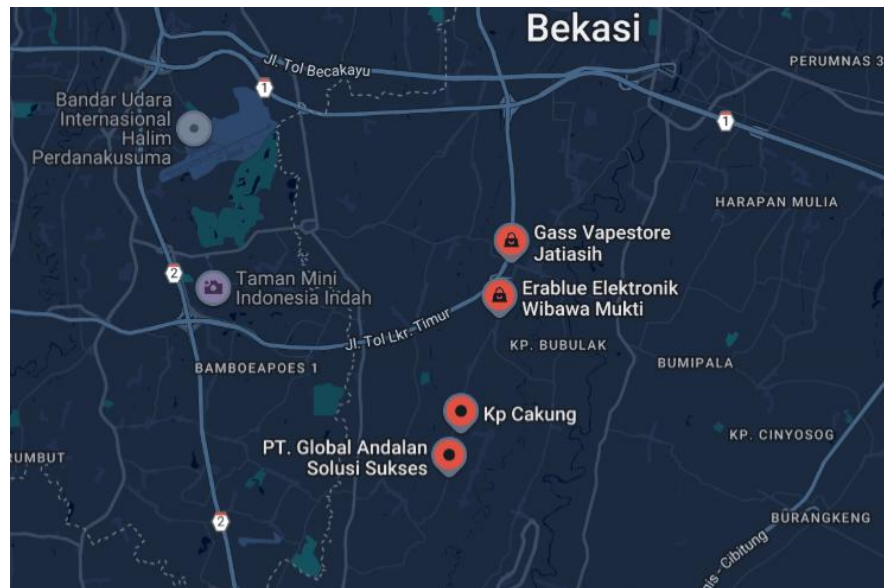 Bekasi
Jl. Tol Becakayu
PERUMNAS 3
1
Bandar Udara
Internasional
Halim
Perdanakusuma
1
HARAPAN MULIA
Gass Vapestore
Jatiasih
2
Taman Mini
Indonesia Indah
Erablue Elektronik
Wibawa Mukti
Jl. Tol Lkr. Timur
KP. BUBULAK
BAMBOEAPOES 1
BUMIPALA
Kp Cakung
KP. CINYOSOG
PT. Global Andalan
Solusi Sukses
RUMBUT
2
BURANGKENG
nis - Cibitung